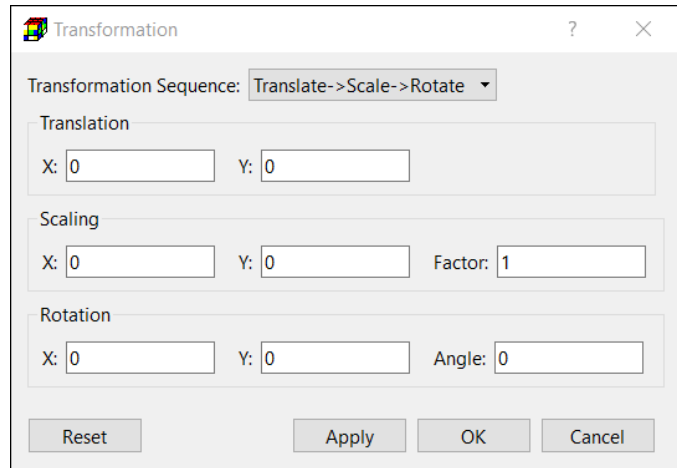 Transformation ?
Transformation Sequence: Translate->Scale->Rotate
Translation
X: 0 Y: 0
Scaling
X: 0 Y: 0 Factor: 1
Rotation
X: 0 Y: 0 Angle: 0
Reset Apply OK Cancel